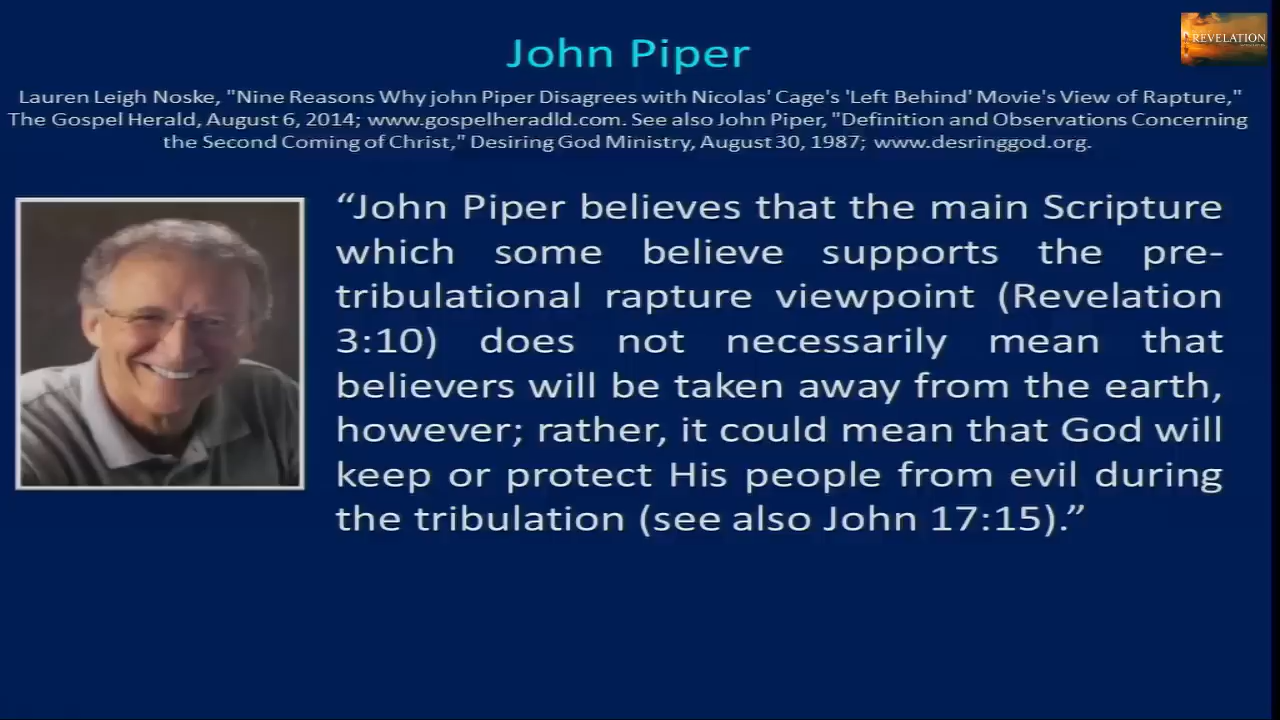 REVELATION
John Piper
Lauren Leigh Noske, "Nine Reasons Why john Piper Disagrees with Nicolas' Cage's 'Left Behind' Movie's View of Rapture,"
The Gospel Herald, August 6, 2014; www.gospelheradld.com. See also John Piper, "Definition and Observations Concerning
the Second Coming of Christ," Desiring God Ministry, August 30, 1987; www.desringgod.org.
“John Piper believes that the main Scripture
which some believe supports the pre-
tribulational rapture viewpoint (Revelation
3:10) does not necessarily mean that
believers will be taken away from the earth,
however; rather, it could mean that God will
keep or protect His people from evil during
the tribulation (see also John 17:15).”